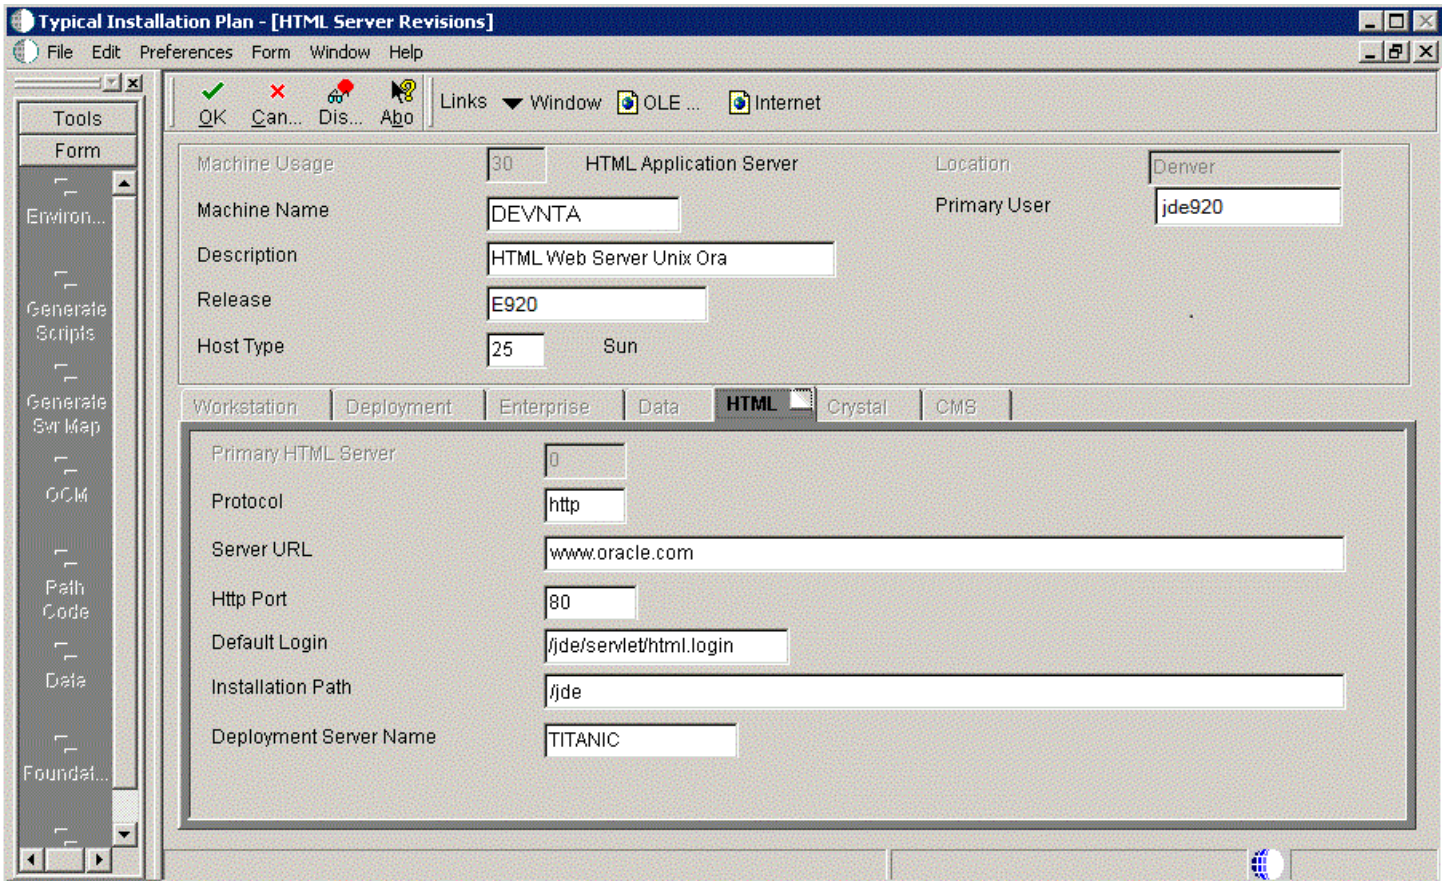 Typical Installation Plan - [HTML Server Revisions]
File Edit Preferences Form Window Help
OK Can... Dis... Abo Links Window OLE ... Internet
Tools
Form
Environ...
Generate
Scripts
Generate
Svr Map
OCM
Path
Code
Data
Foundat...
Machine Usage 30 HTML Application Server Location Denver
Machine Name DEVNTA Primary User jde920
Description HTML Web Server Unix Ora
Release E920
Host Type 25 Sun
Workstation Deployment Enterprise Data HTML Crystal CMS
Primary HTML Server 0
Protocol http
Server URL www.oracle.com
Http Port 80
Default Login /jde/servlet/html.login
Installation Path /jde
Deployment Server Name TITANIC